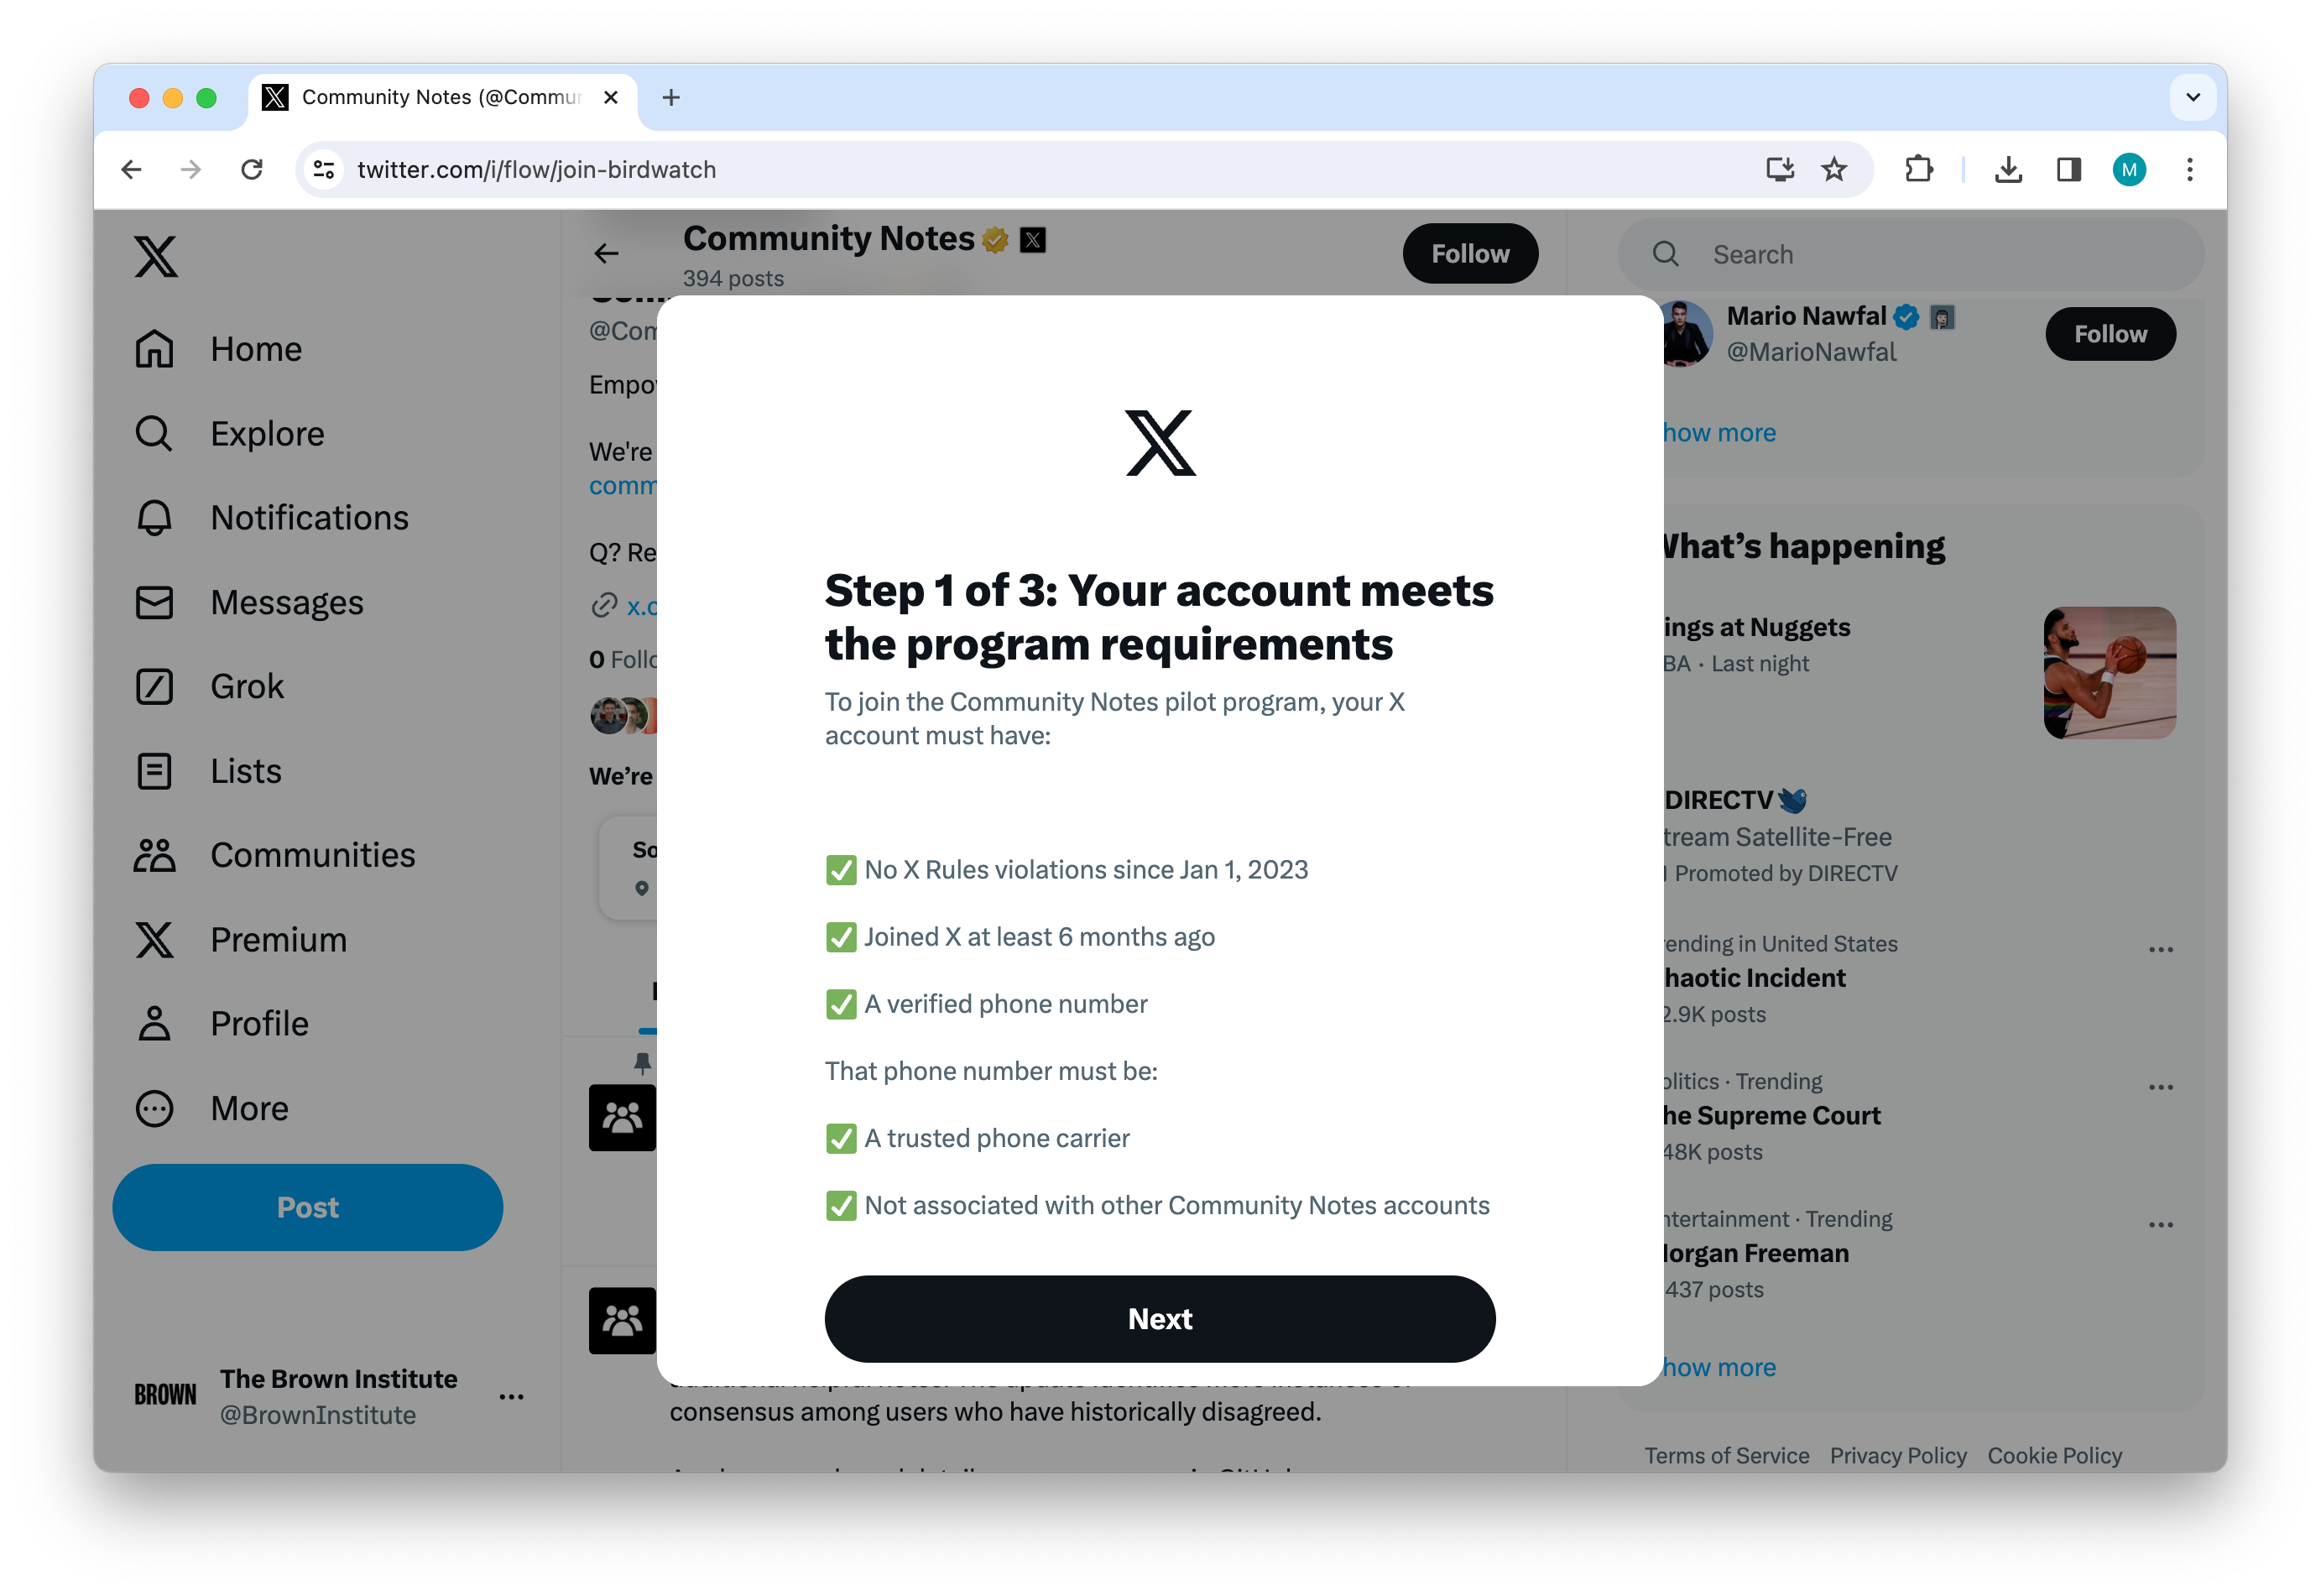 Community Notes (@Commu
twitter.com/i/flow/join-birdwatch
M
Home
Explore
Notifications
Messages
Grok
Lists
Communities
Premium
Profile
More
Post
BROWN
The Brown Institute
@BrownInstitute
Community Notes
394 posts
Follow
@Com
We're
comm
Q? Re
x.c
0 Follo
We're
So
Step 1 of 3: Your account meets
the program requirements
To join the Community Notes pilot program, your X
account must have:
No X Rules violations since Jan 1, 2023
Joined X at least 6 months ago
A verified phone number
That phone number must be:
A trusted phone carrier
Not associated with other Community Notes accounts
Next
consensus among users who have historically disagreed.
Search
Mario Nawfal
@MarioNawfal
Follow
how more
What's happening
ings at Nuggets
BA · Last night
DIRECTV
tream Satellite-Free
Promoted by DIRECTV
rending in United States
haotic Incident
2.9K posts
olitics · Trending
he Supreme Court
48K posts
ntertainment · Trending
Morgan Freeman
437 posts
how more
Terms of Service Privacy Policy Cookie Policy